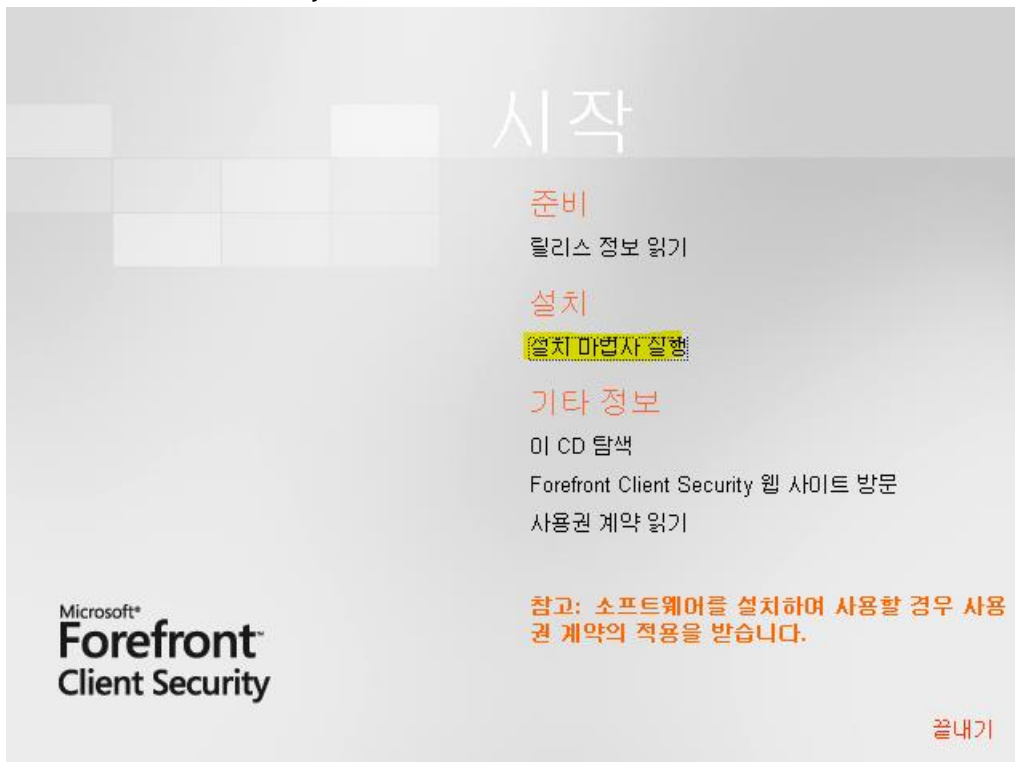 시작
준비
릴리스 정보 읽기
설치
설치 마법사 실행
기타 정보
이 CD 탐색
Forefront Client Security 웹 사이트 방문
사용권 계약 읽기
참고: 소프트웨어를 설치하여 사용할 경우 사용
권 계약의 적용을 받습니다.
Microsoft®
Forefront™
Client Security
끝내기